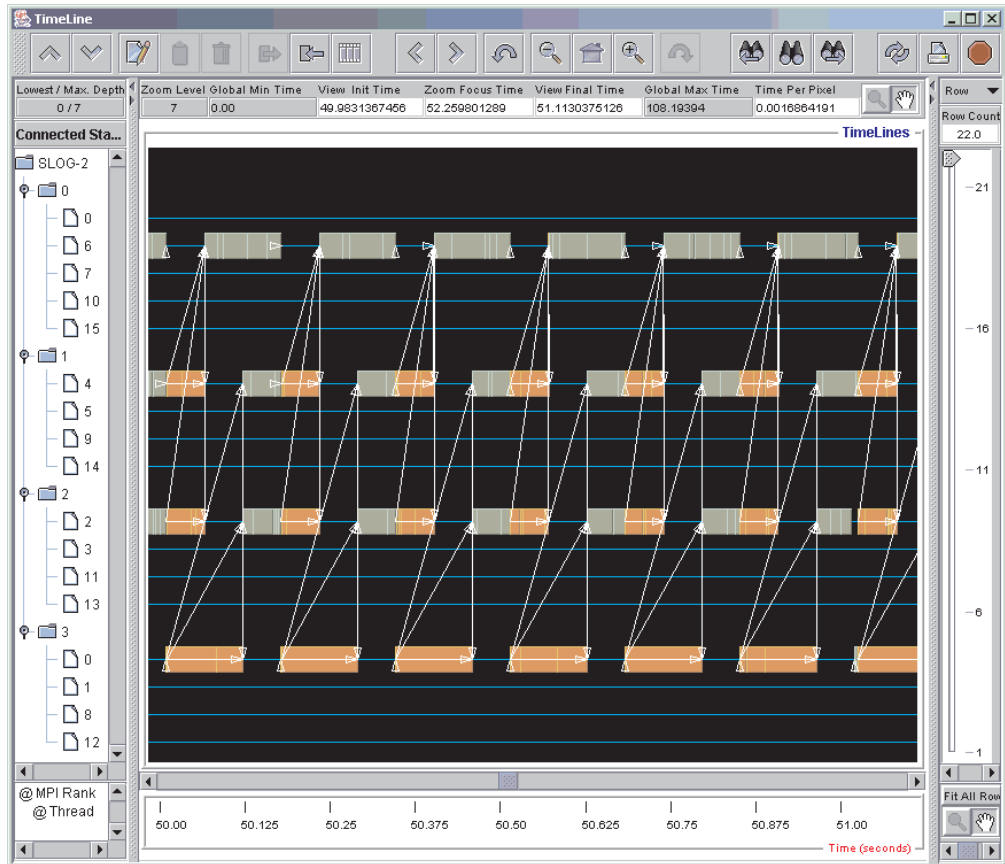 TimeLine
Lowest / Max. Depth
0 / 7
Zoom Level Global Min Time View Init Time Zoom Focus Time View Final Time Global Max Time Time Per Pixel
7 0.00 49.9831367456 52.259801289 51.1130375126 108.19394 0.0016864191
Row
Row Count
22.0
Connected Sta...
TimeLines
SLOG-2
0
0
6
7
10
15
1
4
5
9
14
2
2
3
11
13
3
0
1
8
12
21
16
11
6
1
@ MPI Rank
@ Thread
50.00 50.125 50.25 50.375 50.50 50.625 50.75 50.875 51.00
Time (seconds)
Fit All Row